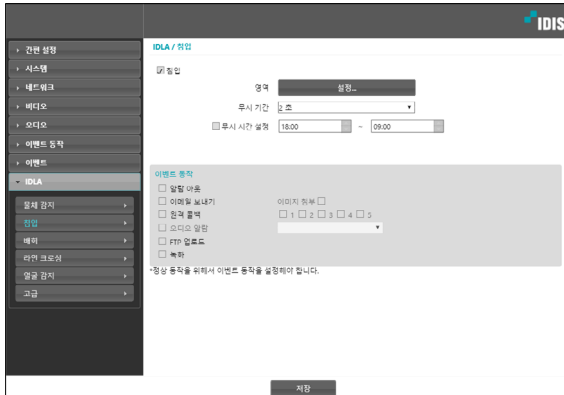 IDIS
간편 설정
시스템
네트워크
비디오
오디오
이벤트 동작
이벤트
IDLA
물체 감지
침입
배회
라인 크로싱
얼굴 감지
고급
IDLA / 침입
침입
영역 설정...
무시 기간 2 초
무시 시간 설정 18:00 ~ 09:00
이벤트 동작
알람 아웃
이메일 보내기 이미지 첨부
원격 콜백 1 2 3 4 5
오디오 알람
FTP 업로드
녹화
*정상 동작을 위해서 이벤트 동작을 설정해야 합니다.
저장